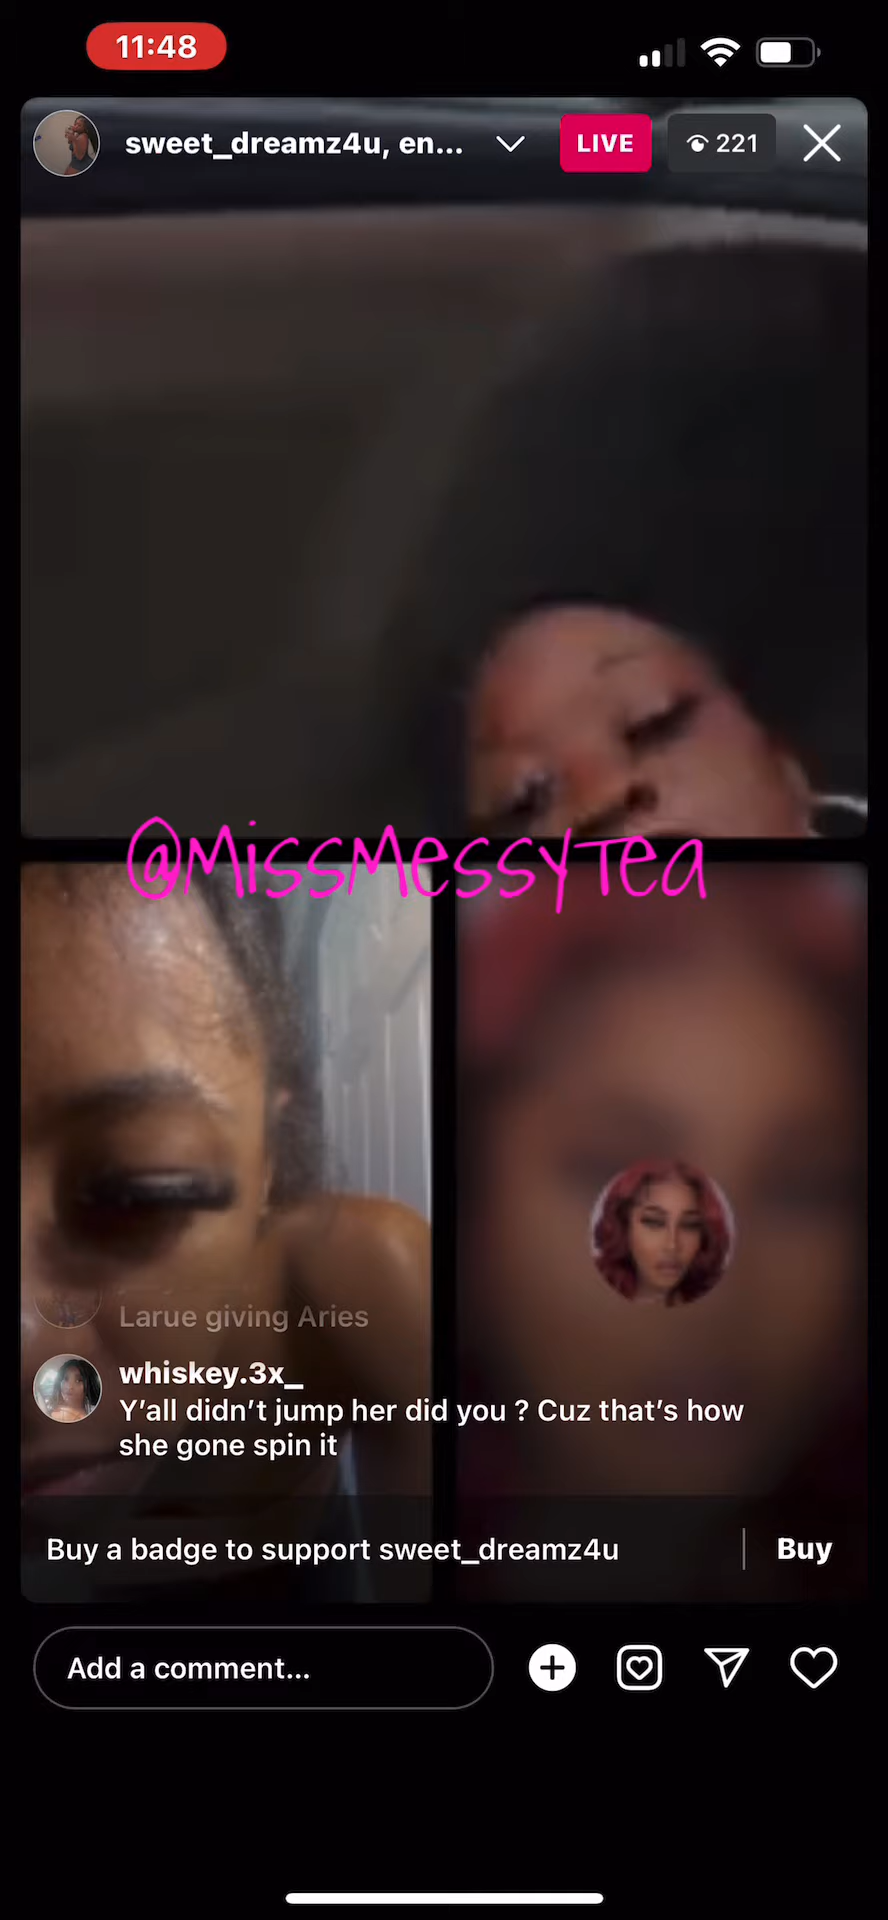 11:48
sweet_dreamz4u, en...
LIVE
221
@MissMessyTea
Larue giving Aries
whiskey.3x_
Y'all didn't jump her did you ? Cuz that's how
she gone spin it
Buy a badge to support sweet_dreamz4u
Buy
Add a comment...